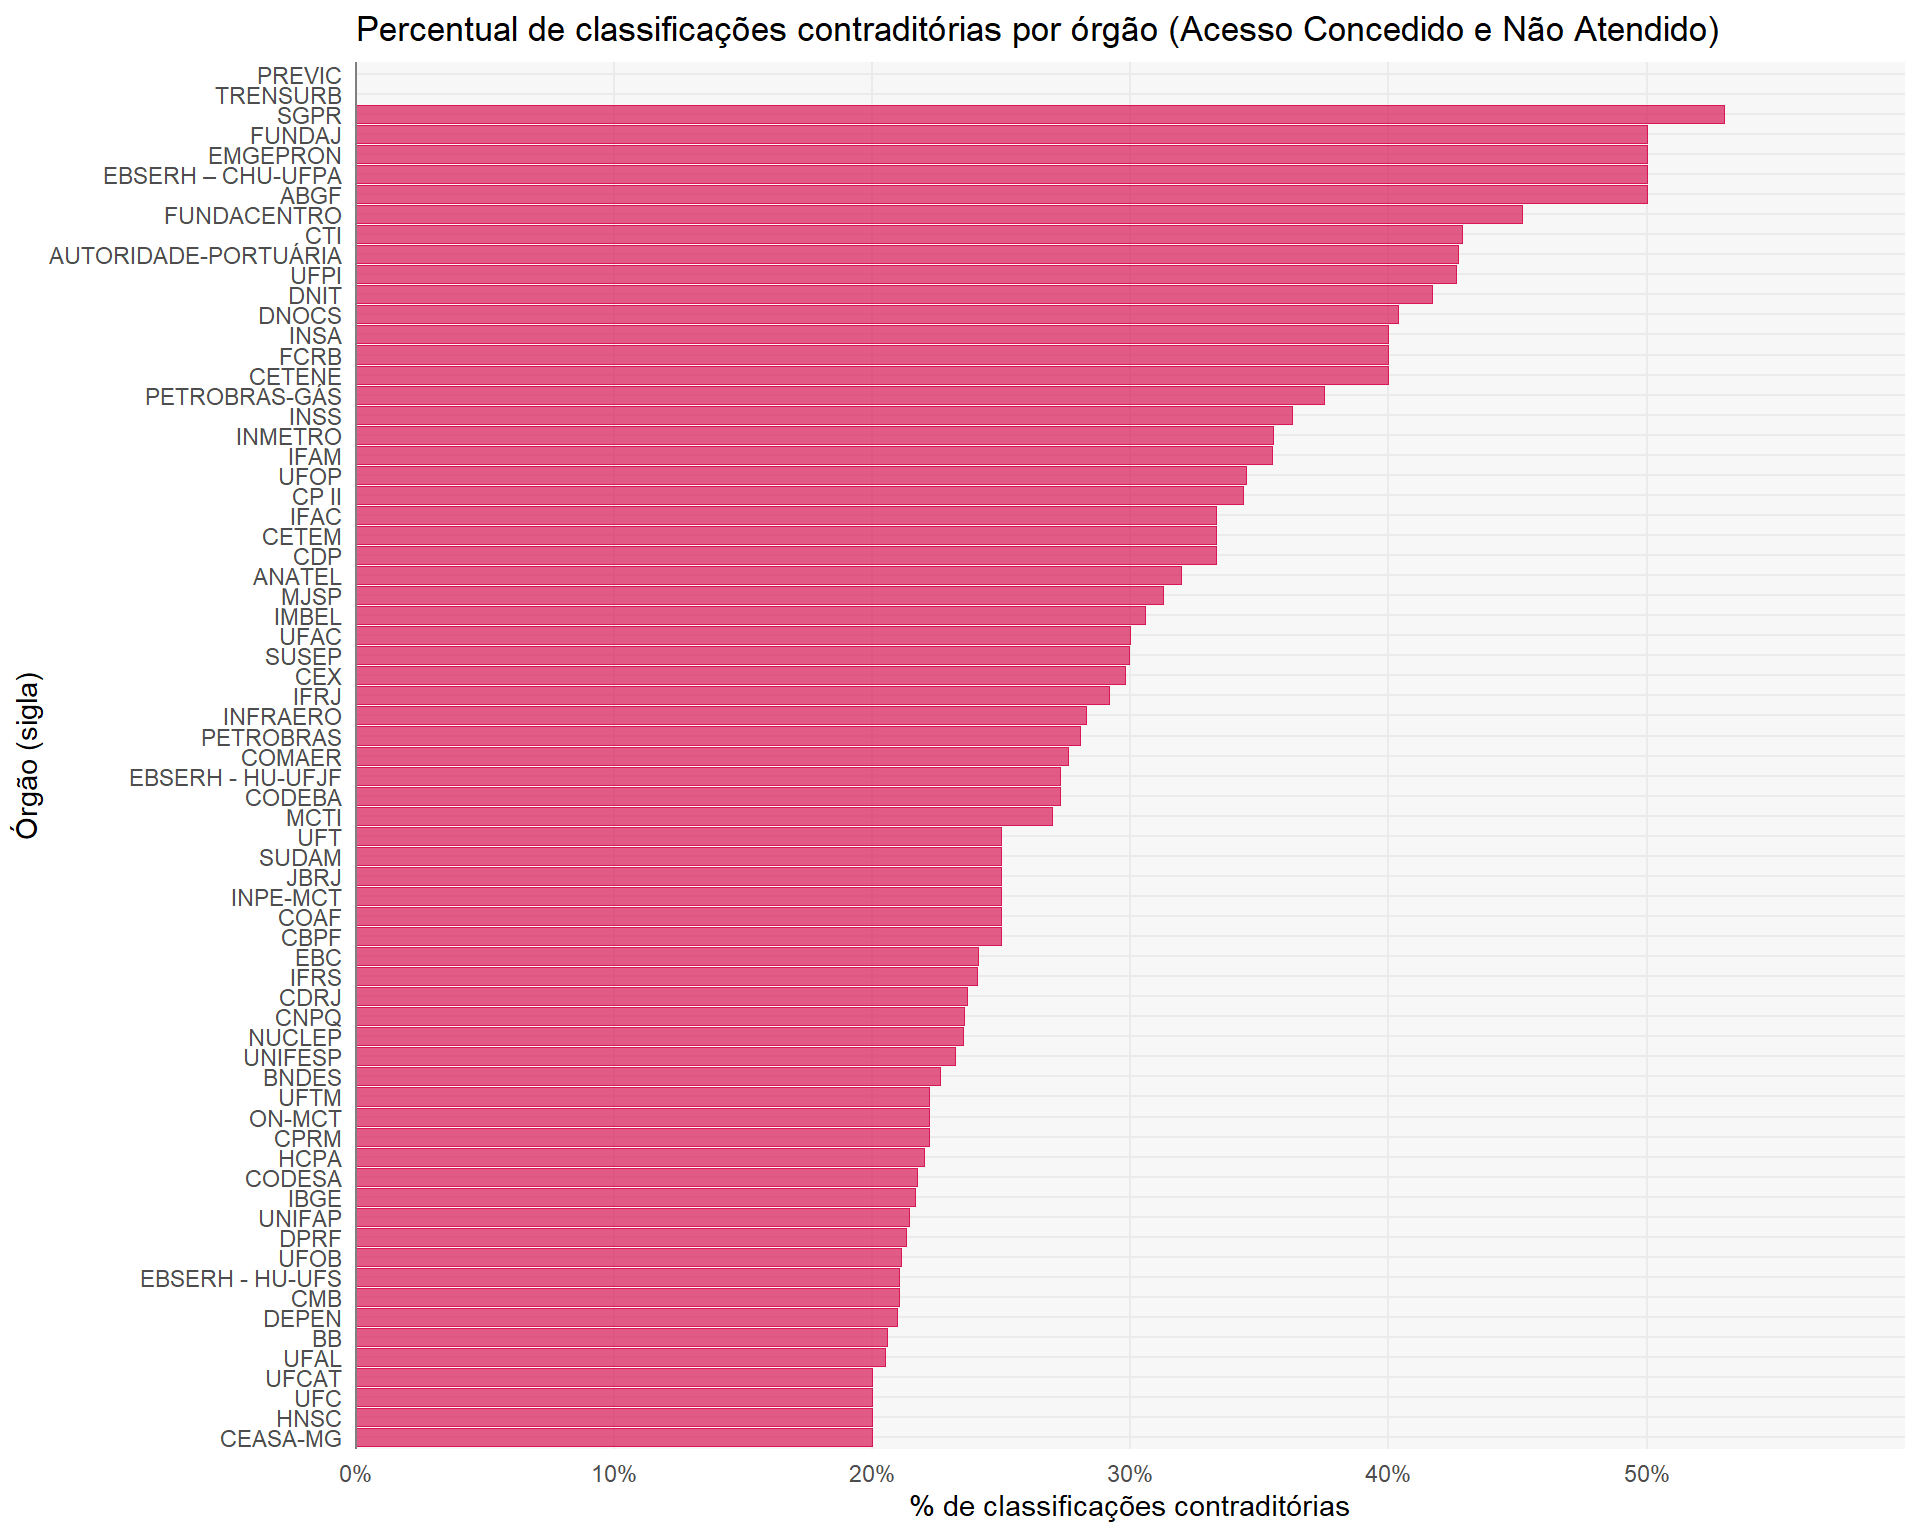 Percentual de classificações contraditórias por órgão (Acesso Concedido e Não Atendido)
Órgão (sigla)
PREVIC
TRENSURB
SGPR
FUNDAJ
EMGEPRON
EBSERH – CHU-UFPA
ABGF
FUNDACENTRO
CTI
AUTORIDADE-PORTUÁRIA
UFPI
DNIT
DNOCS
INSA
FCRB
CETENE
PETROBRAS-GÁS
INSS
INMETRO
IFAM
UFOP
CP II
IFAC
CETEM
CDP
ANATEL
MJSP
IMBEL
UFAC
SUSEP
CEX
IFRJ
INFRAERO
PETROBRAS
COMAER
EBSERH - HU-UFJF
CODEBA
MCTI
UFT
SUDAM
JBRJ
INPE-MCT
COAF
CBPF
EBC
IFRS
CDRJ
CNPQ
NUCLEP
UNIFESP
BNDES
UFTM
ON-MCT
CPRM
HCPA
CODESA
IBGE
UNIFAP
DPRF
UFOB
EBSERH - HU-UFS
CMB
DEPEN
BB
UFAL
UFCAT
UFC
HNSC
CEASA-MG
0% 10% 20% 30% 40% 50%
% de classificações contraditórias